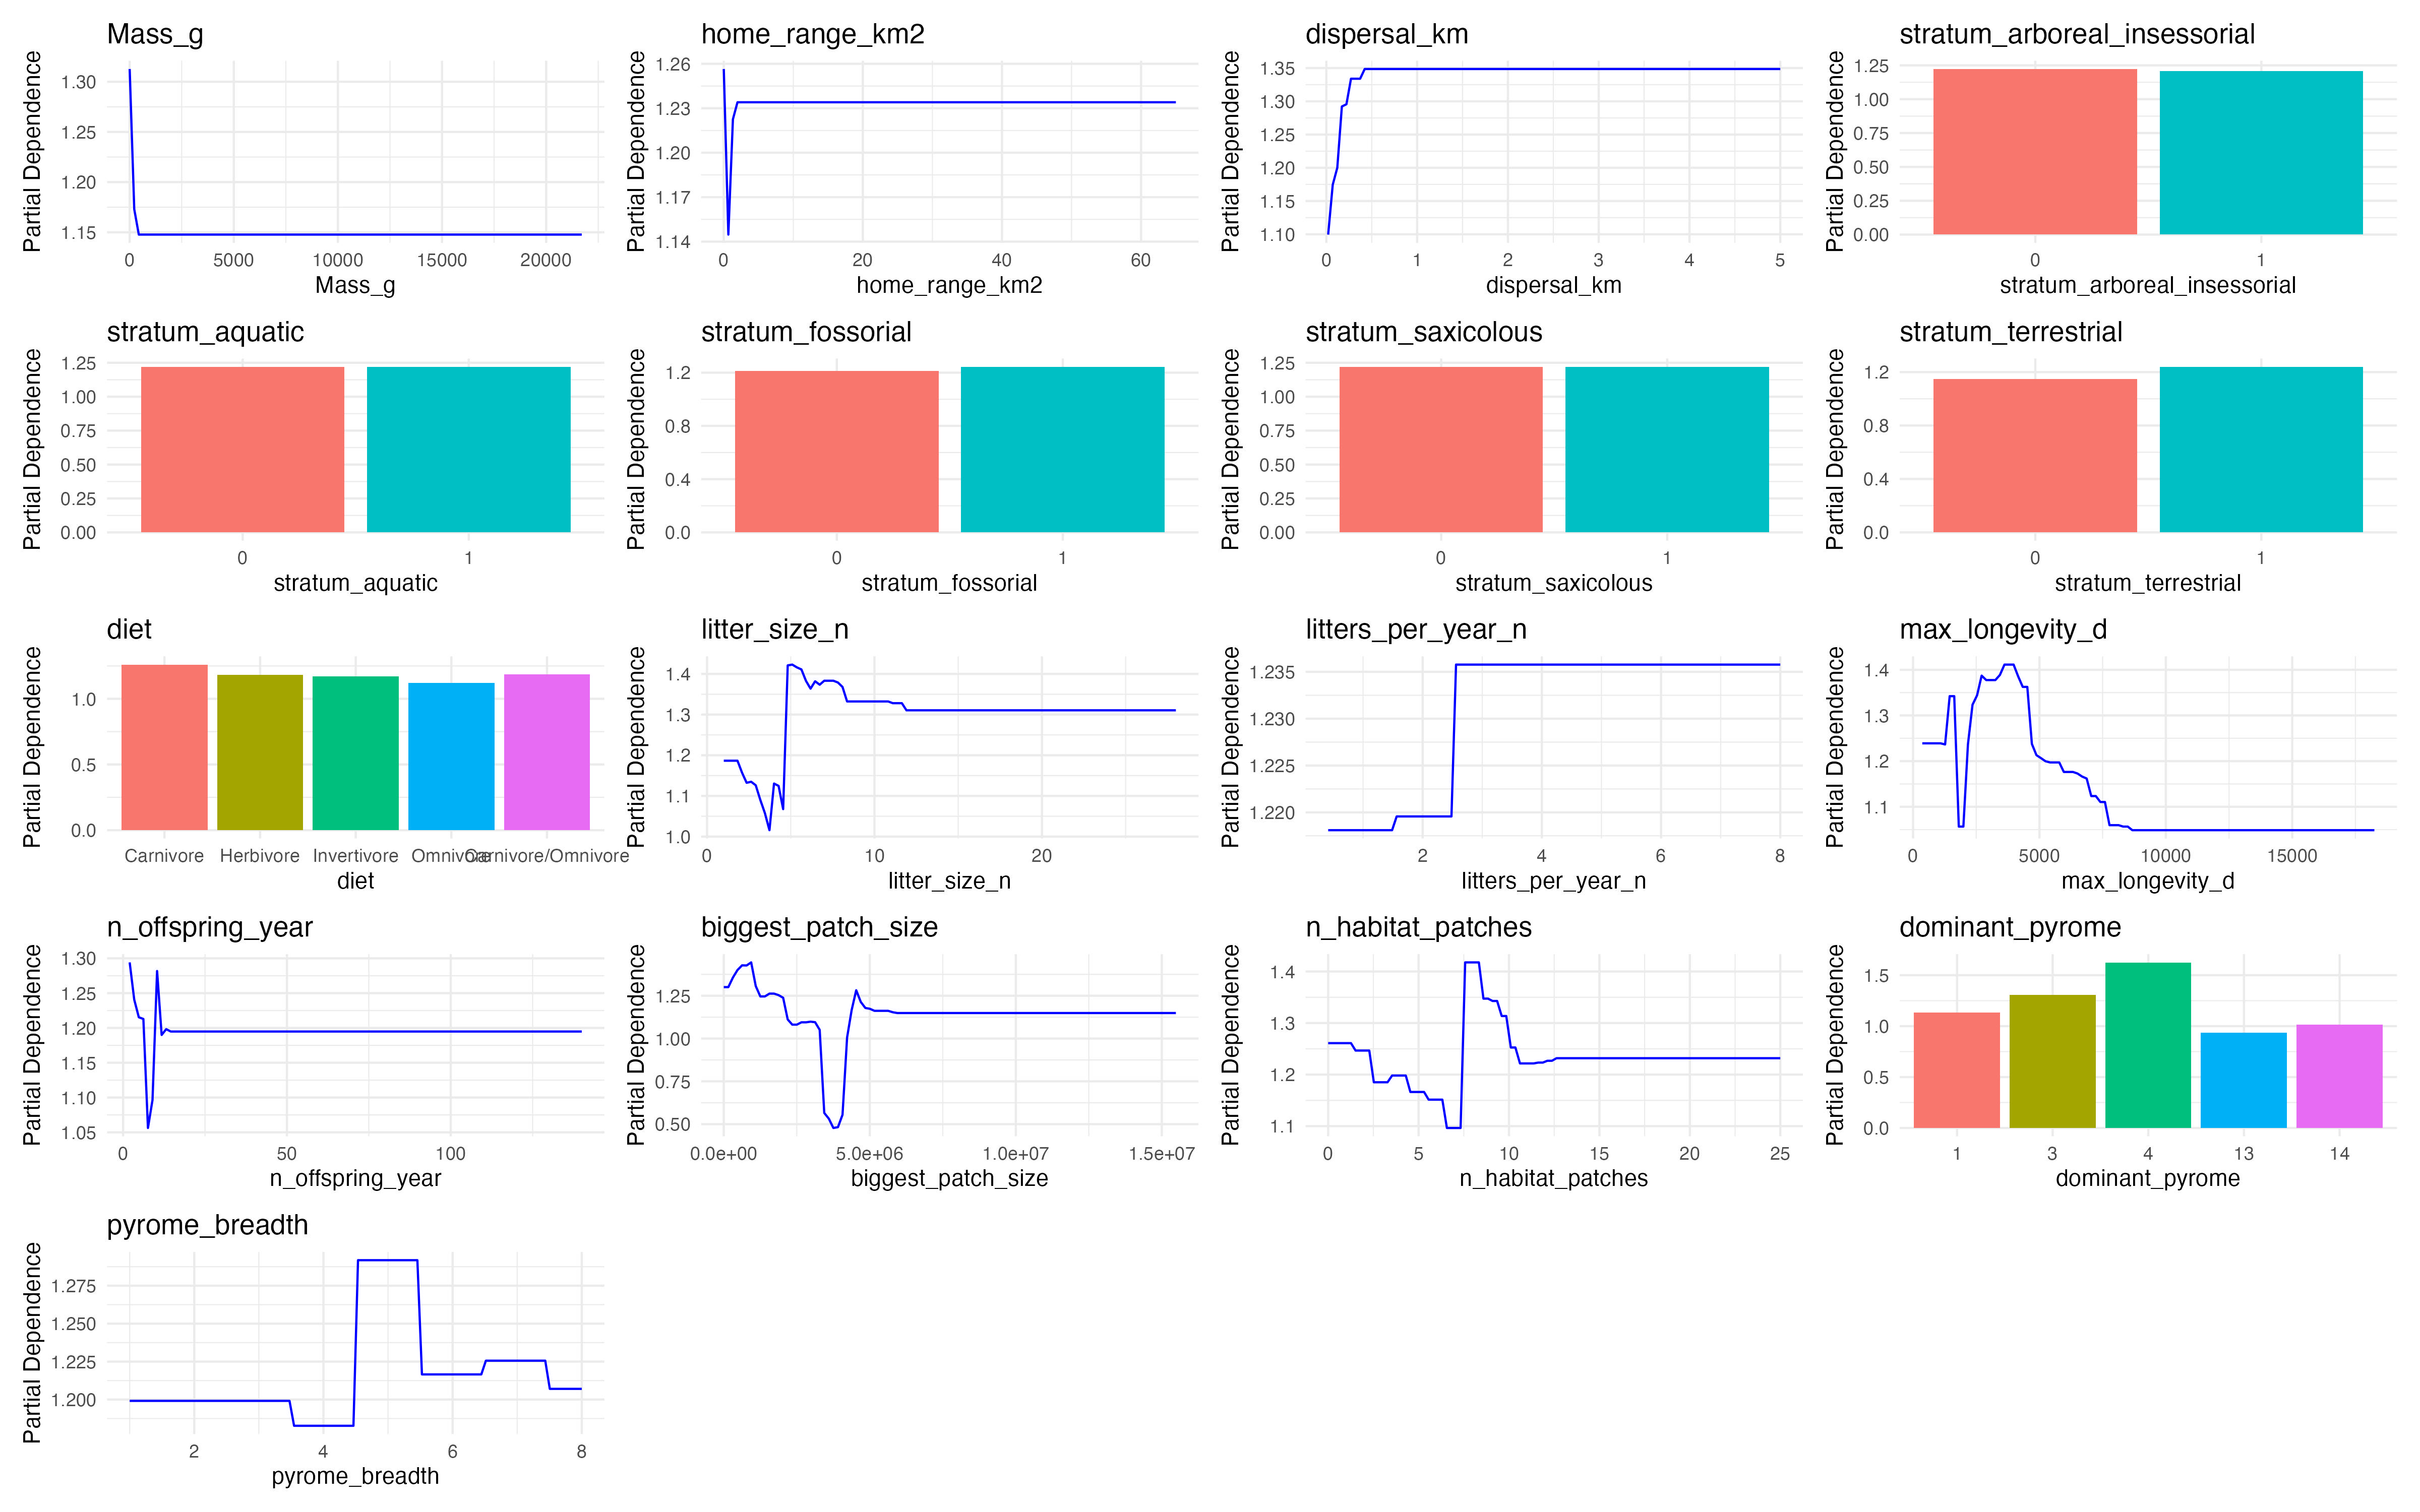 Mass_g
Partial Dependence
1.30
1.25
1.20
1.15
0
5000
10000
15000
20000
Mass_g
home_range_km2
Partial Dependence
1.26
1.23
1.20
1.17
1.14
0
20
40
60
home_range_km2
dispersal_km
Partial Dependence
1.35
1.30
1.25
1.20
1.15
1.10
0
1
2
3
4
5
dispersal_km
stratum_arboreal_insessorial
Partial Dependence
1.25
1.00
0.75
0.50
0.25
0.00
0
1
stratum_arboreal_insessorial
stratum_aquatic
Partial Dependence
1.25
1.00
0.75
0.50
0.25
0.00
0
1
stratum_aquatic
stratum_fossorial
Partial Dependence
1.2
0.8
0.4
0.0
0
1
stratum_fossorial
stratum_saxicolous
Partial Dependence
1.25
1.00
0.75
0.50
0.25
0.00
0
1
stratum_saxicolous
stratum_terrestrial
Partial Dependence
1.2
0.8
0.4
0.0
0
1
stratum_terrestrial
diet
Partial Dependence
1.0
0.5
0.0
Carnivore
Herbivore
Invertivore
Omnivore
Carnivore/Omnivore
diet
litter_size_n
Partial Dependence
1.4
1.3
1.2
1.1
1.0
0
10
20
litter_size_n
litters_per_year_n
Partial Dependence
1.235
1.230
1.225
1.220
2
4
6
8
litters_per_year_n
max_longevity_d
Partial Dependence
1.4
1.3
1.2
1.1
0
5000
10000
15000
max_longevity_d
n_offspring_year
Partial Dependence
1.30
1.25
1.20
1.15
1.10
1.05
0
50
100
n_offspring_year
biggest_patch_size
Partial Dependence
1.25
1.00
0.75
0.50
0.0e+00
5.0e+06
1.0e+07
1.5e+07
biggest_patch_size
n_habitat_patches
Partial Dependence
1.4
1.3
1.2
1.1
0
5
10
15
20
25
n_habitat_patches
dominant_pyrome
Partial Dependence
1.5
1.0
0.5
0.0
1
3
4
13
14
dominant_pyrome
pyrome_breadth
Partial Dependence
1.275
1.250
1.225
1.200
2
4
6
8
pyrome_breadth